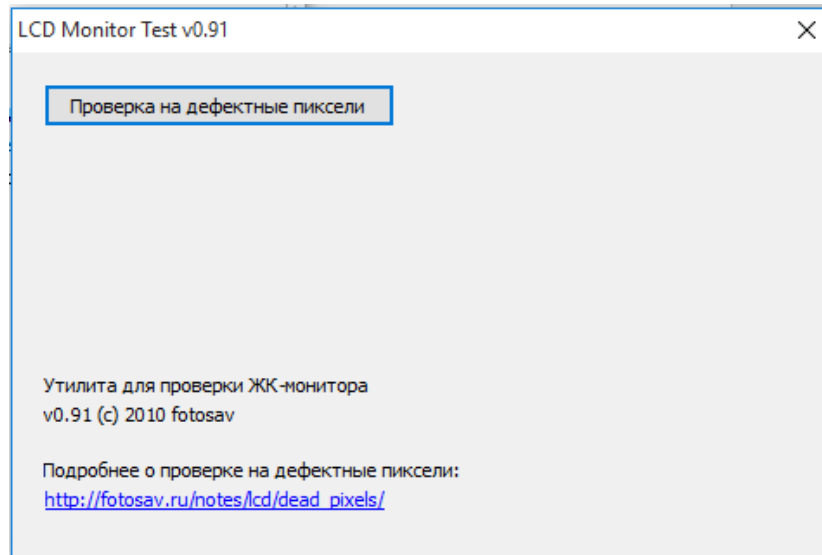 LCD Monitor Test v0.91
Проверка на дефектные пиксели
Утилита для проверки ЖК-монитора
v0.91 (c) 2010 fotosav
Подробнее о проверке на дефектные пиксели:
http://fotosav.ru/notes/lcd/dead_pixels/